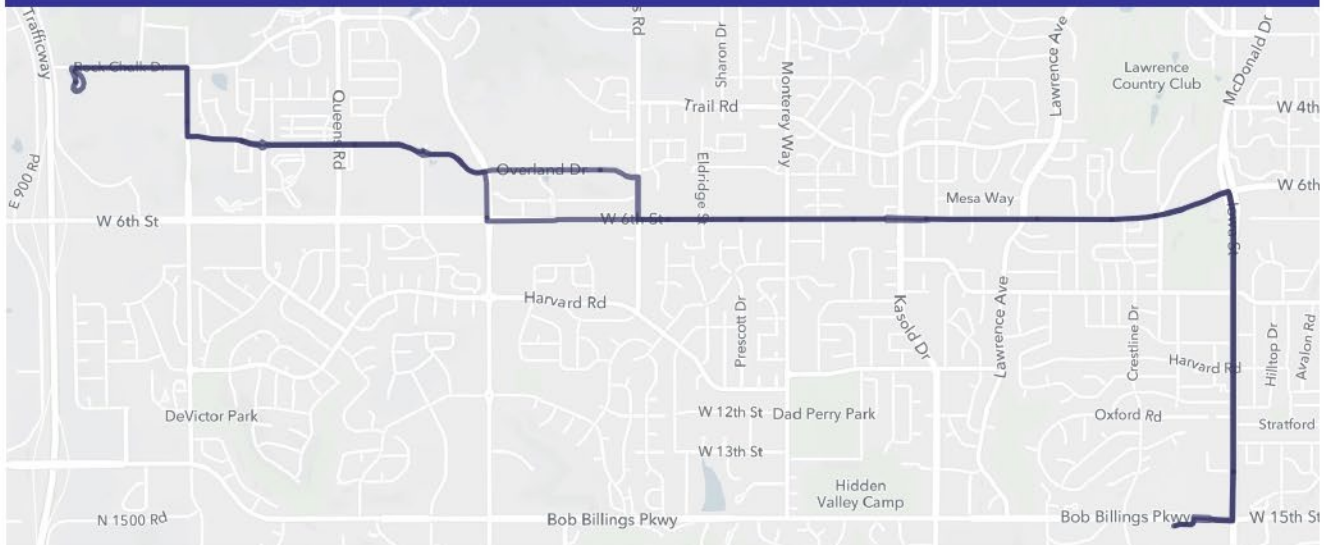 Trafficway
s Rd
Sharon Dr
Lawrence Ave
McDonald Dr
Rock Chalk Dr
Lawrence
Country Club
Queens Rd
Trail Rd
Monterey Way
W 4th
E 900 Rd
Overland Dr
Eldridge St
Mesa Way
W 6th
W 6th St
W 6th St
Iowa St
Harvard Rd
Prescott Dr
Kasold Dr
Lawrence Ave
Crestline Dr
Harvard Rd
Hilltop Dr
Avalon Rd
DeVictor Park
W 12th St
Dad Perry Park
Oxford Rd
Stratford
W 13th St
Hidden
Valley Camp
N 1500 Rd
Bob Billings Pkwy
Bob Billings Pkwy
W 15th St